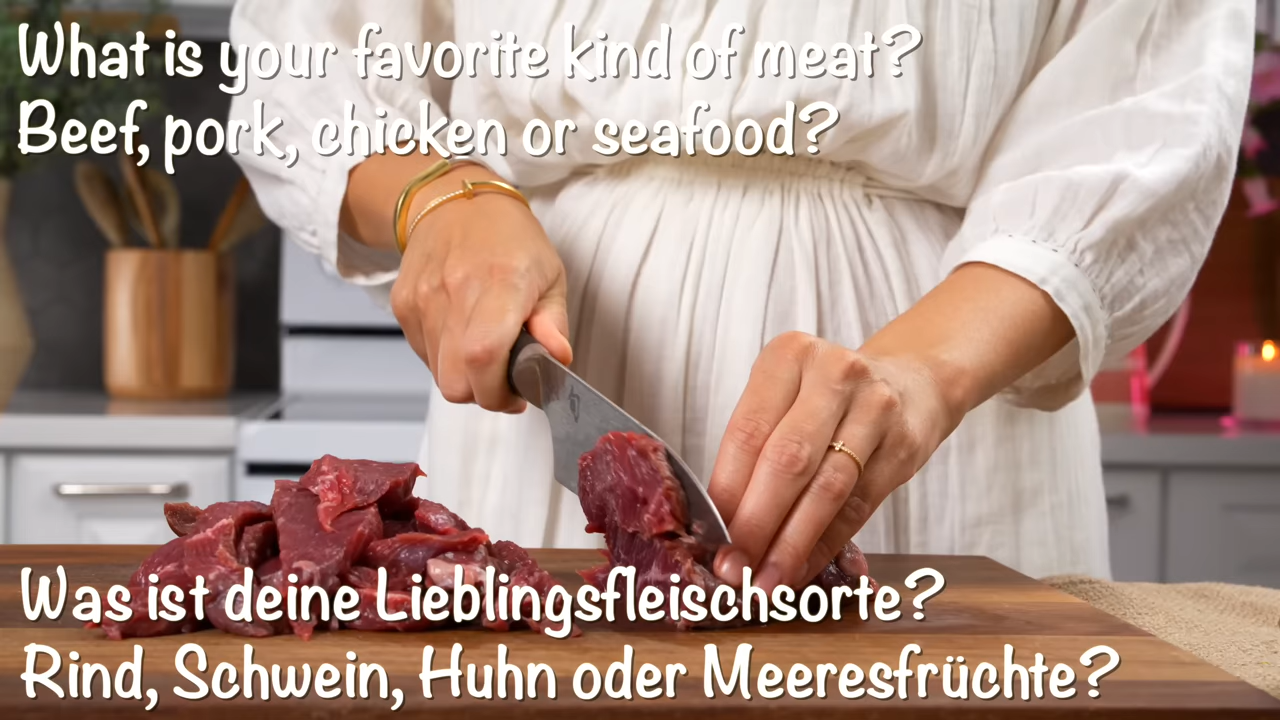 What is your favorite kind of meat?
Beef, pork, chicken or seafood?
Was ist deine Lieblingsfleischsorte?
Rind, Schwein, Huhn oder Meeresfrüchte?